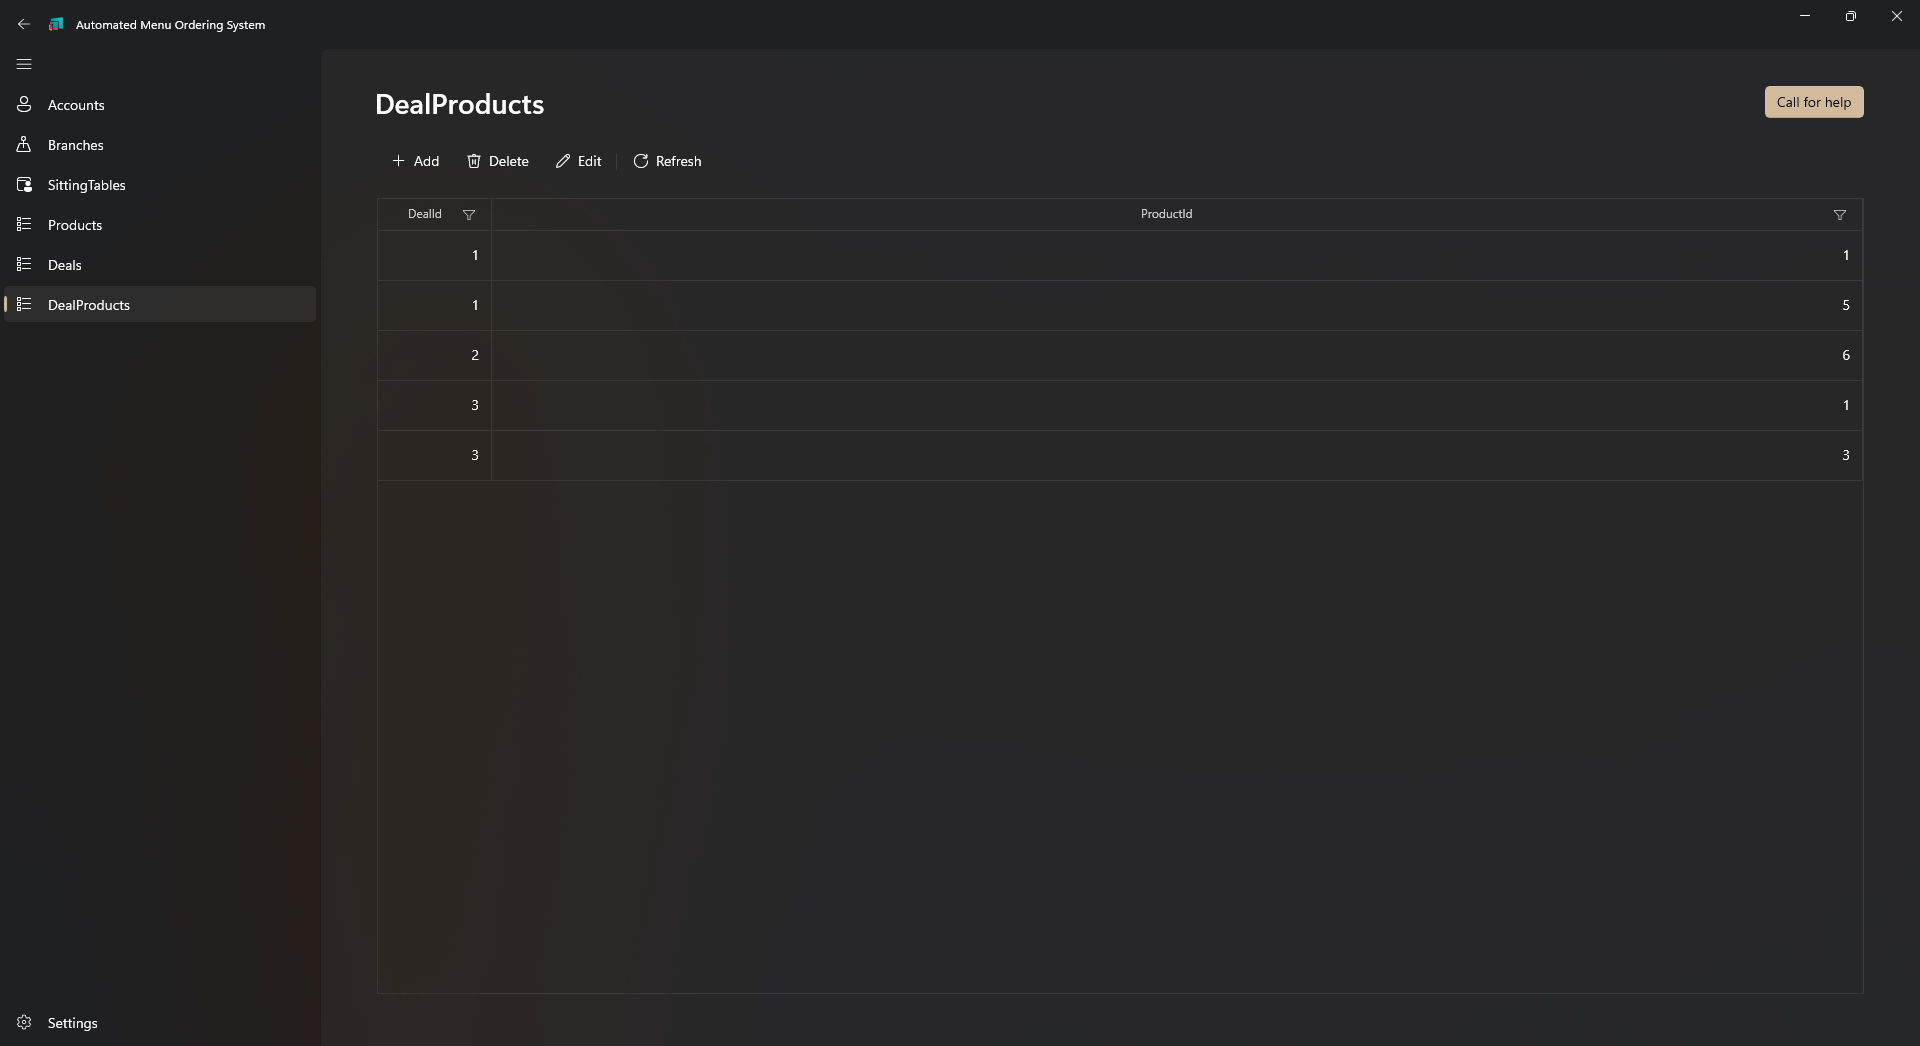 Automated Menu Ordering System
Accounts
Branches
SittingTables
Products
Deals
DealProducts
Settings
DealProducts
Call for help
Add Delete Edit Refresh
DealId ProductId
1 1
1 5
2 6
3 1
3 3